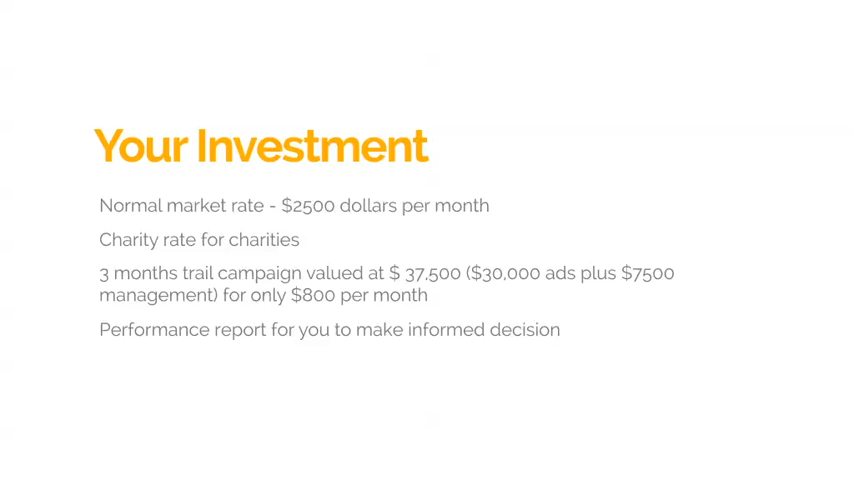 Your Investment
Normal market rate - $2500 dollars per month
Charity rate for charities
3 months trail campaign valued at $ 37,500 ($30,000 ads plus $7500
management) for only $800 per month
Performance report for you to make informed decision